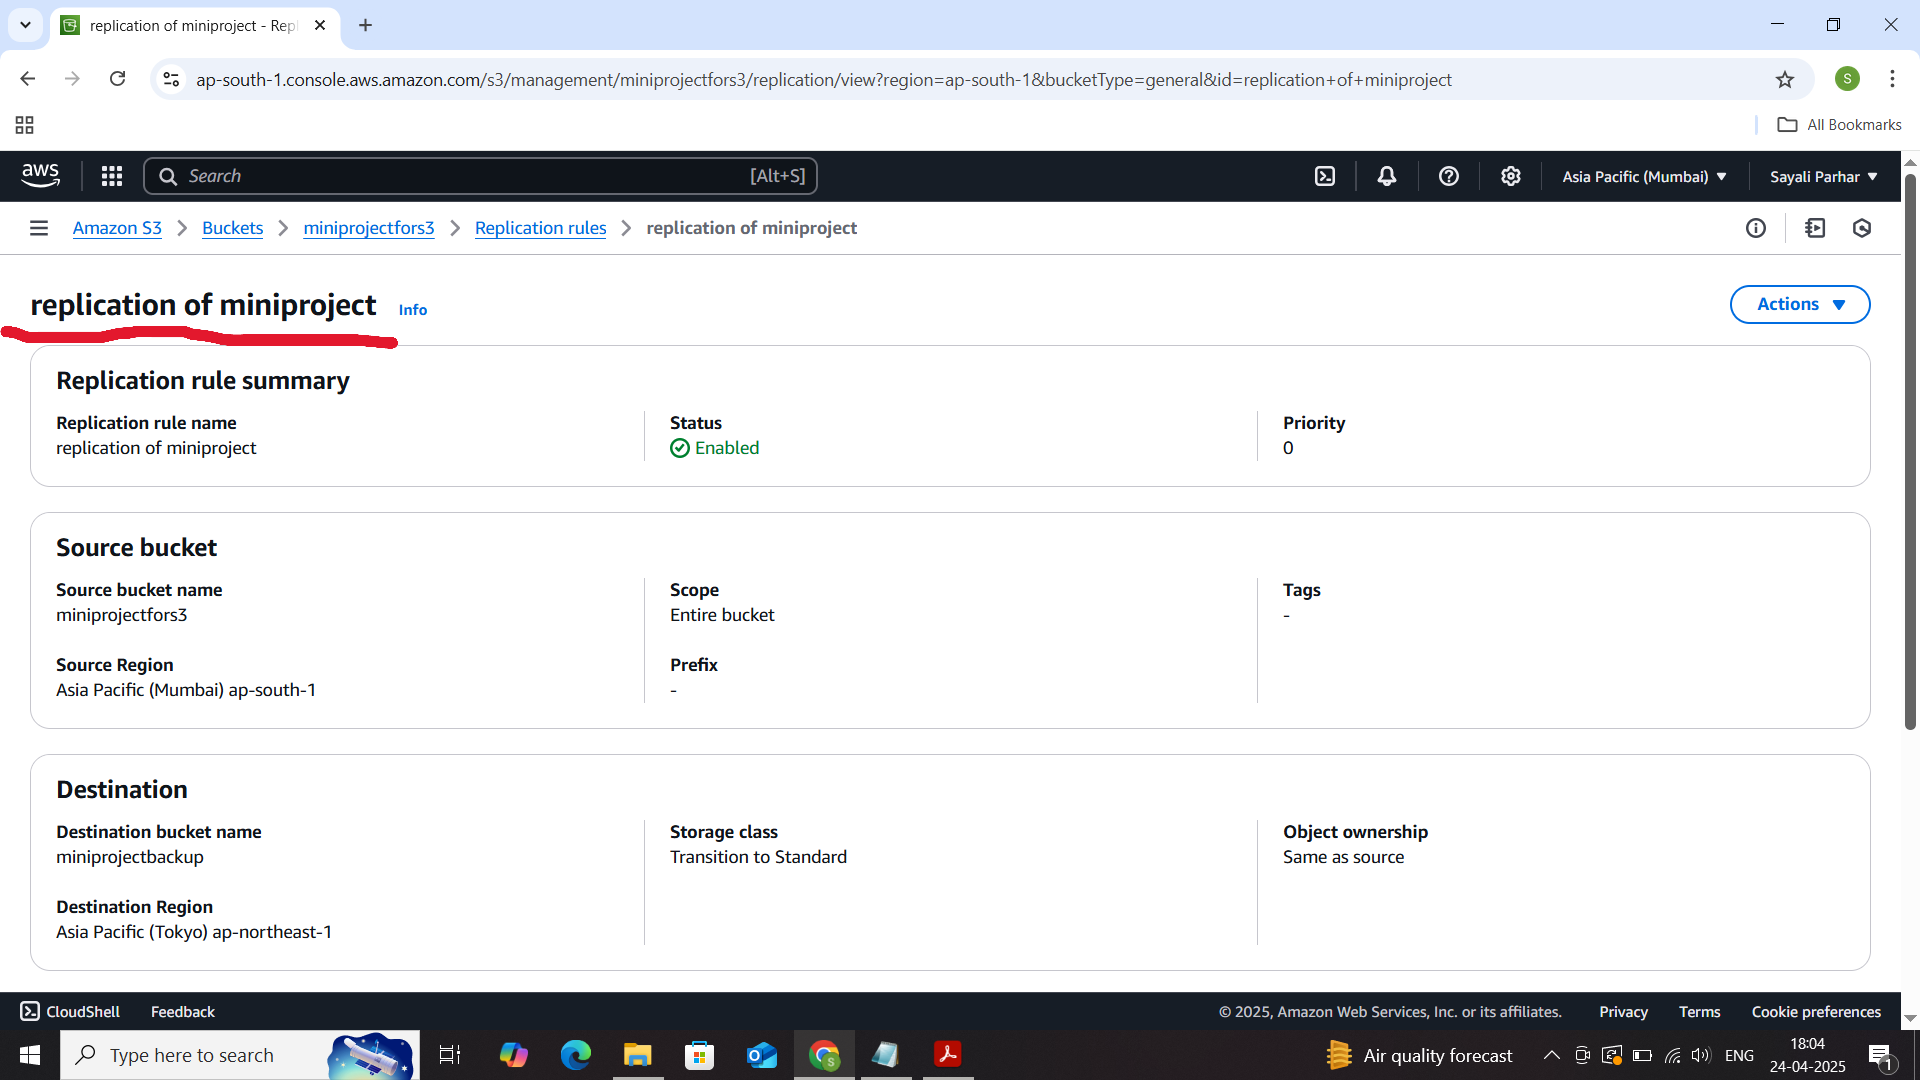 replication of miniproject - Rep
ap-south-1.console.aws.amazon.com/s3/management/miniprojectfors3/replication/view?region=ap-south-1&bucketType=general&id=replication+of+miniproject
S
All Bookmarks
aws
Search
[Alt+S]
Asia Pacific (Mumbai)
Sayali Parhar
Amazon S3
Buckets
miniprojectfors3
Replication rules
replication of miniproject
replication of miniproject
Info
Actions
Replication rule summary
Replication rule name
replication of miniproject
Status
Enabled
Priority
0
Source bucket
Source bucket name
miniprojectfors3
Source Region
Asia Pacific (Mumbai) ap-south-1
Scope
Entire bucket
Prefix
-
Tags
-
Destination
Destination bucket name
miniprojectbackup
Destination Region
Asia Pacific (Tokyo) ap-northeast-1
Storage class
Transition to Standard
Object ownership
Same as source
CloudShell
Feedback
© 2025, Amazon Web Services, Inc. or its affiliates.
Privacy
Terms
Cookie preferences
Type here to search
S
Air quality forecast
ENG
18:04
24-04-2025
1